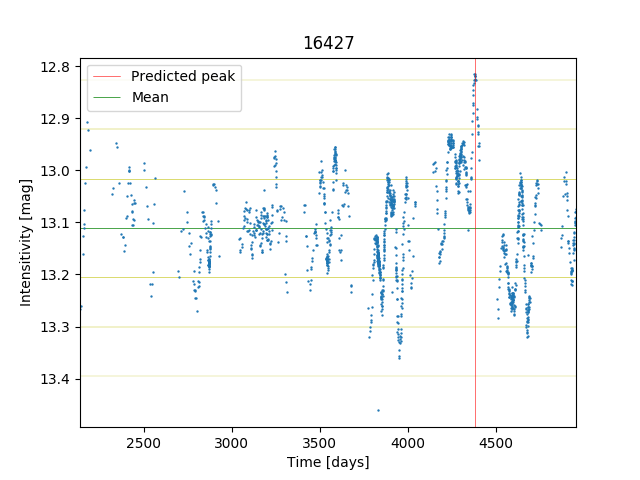 16427
Predicted peak
Mean
12.8
12.9
13.0
13.1
13.2
13.3
13.4
Intensitivity [mag]
2500 3000 3500 4000 4500
Time [days]